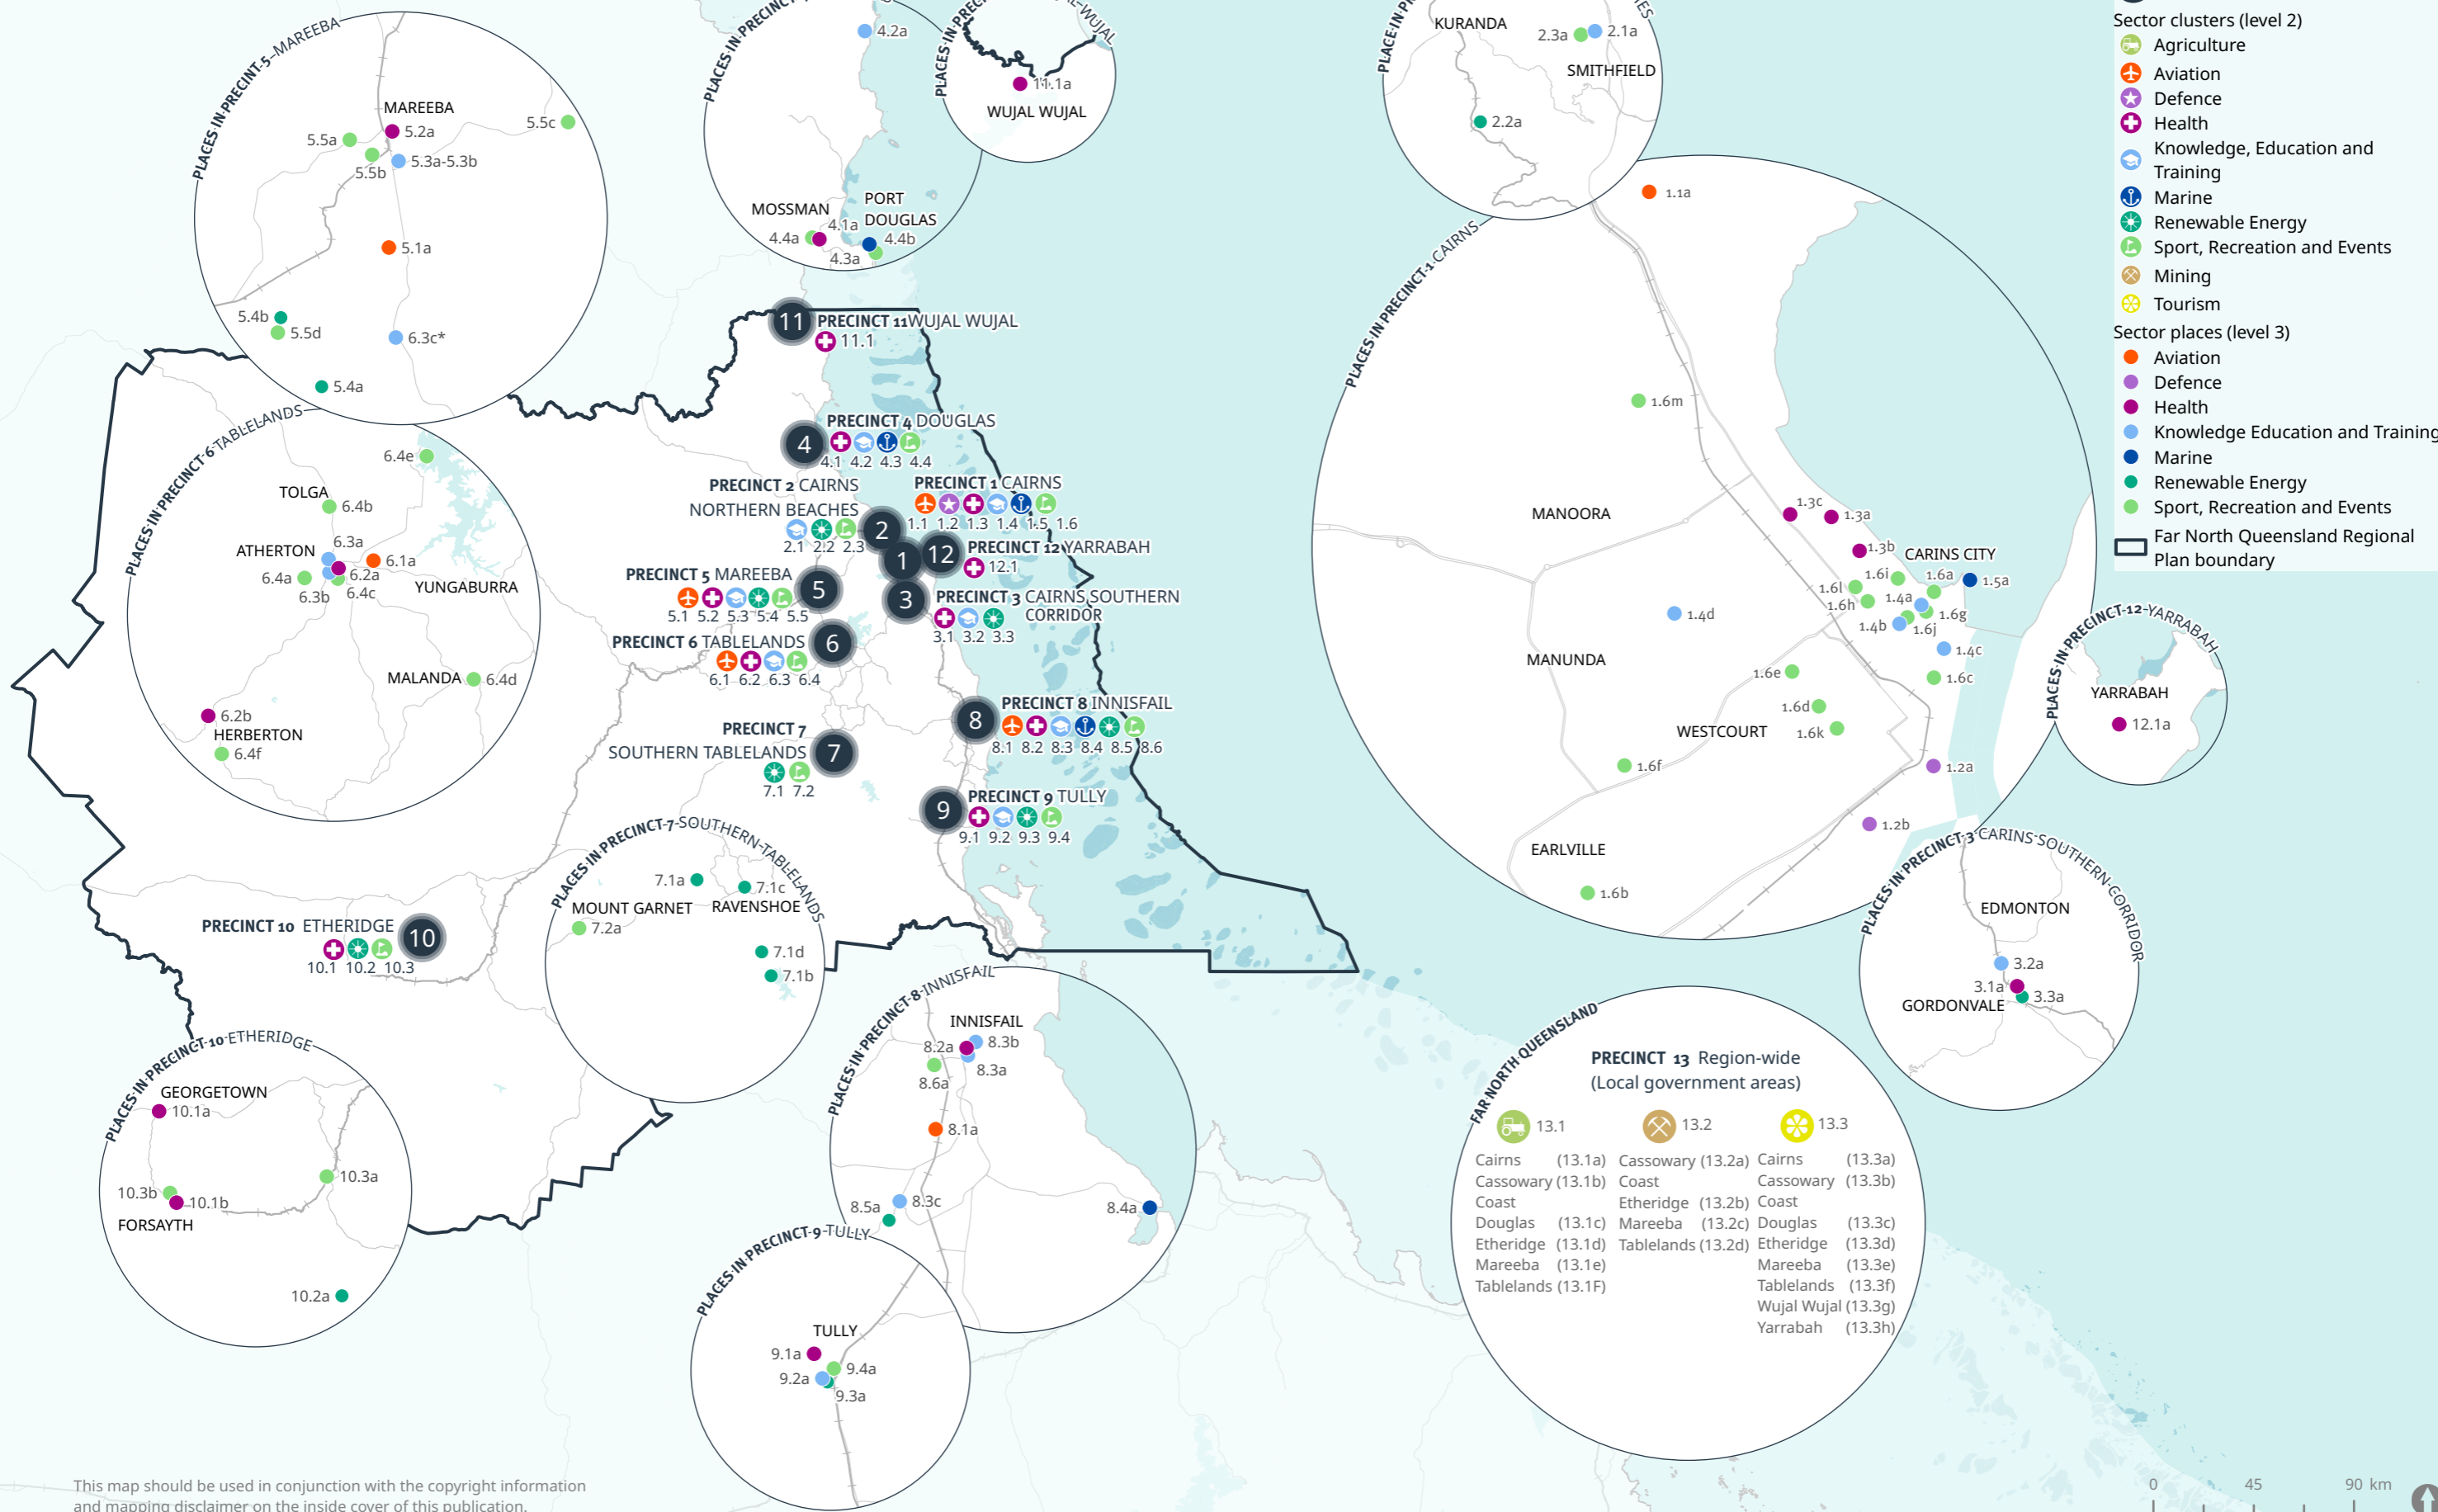 PLACES-IN-PRECINT-5-MAREEBA
MAREEBA
5.2a
5.5a
5.5b
5.3a-5.3b
5.5c
5.1a
5.4b
5.5d
6.3c*
5.4a
4.2a
MOSSMAN
PORT
DOUGLAS
4.1a
4.4a
4.4b
4.3a
11.1a
WUJAL WUJAL
KURANDA
2.3a
2.1a
SMITHFIELD
2.2a
Sector clusters (level 2)
Agriculture
Aviation
Defence
Health
Knowledge, Education and
Training
Marine
Renewable Energy
Sport, Recreation and Events
Mining
Tourism
Sector places (level 3)
Aviation
Defence
Health
Knowledge Education and Training
Marine
Renewable Energy
Sport, Recreation and Events
Far North Queensland Regional
Plan boundary
PLACES-IN-PRECINCT-1 CAIRNS
1.1a
1.6m
MANOORA
1.3c
1.3a
1.3b
CARINS CITY
1.6i
1.6a
1.5a
1.6l
1.6h
1.4a
1.6g
1.4b
1.6j
1.4d
1.4c
MANUNDA
1.6e
1.6c
1.6d
WESTCOURT
1.6k
1.6f
1.2a
1.2b
EARLVILLE
1.6b
PRECINCT 11 WUJAL WUJAL
11.1
PRECINCT 4 DOUGLAS
4.1 4.2 4.3 4.4
PRECINCT 2 CAIRNS
NORTHERN BEACHES
2.1 2.2 2.3
PRECINCT 1 CAIRNS
1.1 1.2 1.3 1.4 1.5 1.6
PRECINCT 12 YARRABAH
12.1
PRECINCT 5 MAREEBA
5.1 5.2 5.3 5.4 5.5
PRECINCT 3 CAIRNS SOUTHERN
CORRIDOR
3.1 3.2 3.3
PRECINCT 6 TABLELANDS
6.1 6.2 6.3 6.4
PRECINCT 8 INNISFAIL
8.1 8.2 8.3 8.4 8.5 8.6
PRECINCT 7
SOUTHERN TABLELANDS
7.1 7.2
PRECINCT 9 TULLY
9.1 9.2 9.3 9.4
PRECINCT 10 ETHERIDGE
10.1 10.2 10.3
11
4
2
1
12
5
3
6
8
7
9
10
PLACES-IN-PRECINCT-6 TABLELANDS
6.4e
TOLGA
6.4b
6.3a
ATHERTON
6.1a
6.4a
6.2a
6.3b
6.4c
YUNGABURRA
MALANDA
6.4d
6.2b
HERBERTON
6.4f
PLACES-IN-PRECINCT-12-YARRABAH
YARRABAH
12.1a
PLACES-IN-PRECINCT-7-SOUTHERN-TABLELANDS
7.1a
7.1c
MOUNT GARNET
RAVENSHOE
7.2a
7.1d
7.1b
PLACES-IN-PRECINCT-3 CARINS-SOUTHERN-CORRIDOR
EDMONTON
3.2a
3.1a
3.3a
GORDONVALE
PLACES-IN-PRECINCT-10 ETHERIDGE
GEORGETOWN
10.1a
10.3a
10.3b
10.1b
FORSAYTH
10.2a
PLACES-IN-PRECINCT-8-INNISFAIL
INNISFAIL
8.2a
8.3b
8.3a
8.6a
8.1a
8.5a
8.3c
8.4a
PLACES-IN-PRECINCT-9-TULLY
TULLY
9.1a
9.4a
9.2a
9.3a
FAR NORTH QUEENSLAND
PRECINCT 13 Region-wide
(Local government areas)
13.1
Cairns (13.1a)
Cassowary (13.1b)
Coast
Douglas (13.1c)
Etheridge (13.1d)
Mareeba (13.1e)
Tablelands (13.1F)
13.2
Cassowary (13.2a)
Coast
Etheridge (13.2b)
Mareeba (13.2c)
Tablelands (13.2d)
13.3
Cairns (13.3a)
Cassowary (13.3b)
Coast
Douglas (13.3c)
Etheridge (13.3d)
Mareeba (13.3e)
Tablelands (13.3f)
Wujal Wujal (13.3g)
Yarrabah (13.3h)
This map should be used in conjunction with the copyright information
and mapping disclaimer on the inside cover of this publication.
0 45 90 km